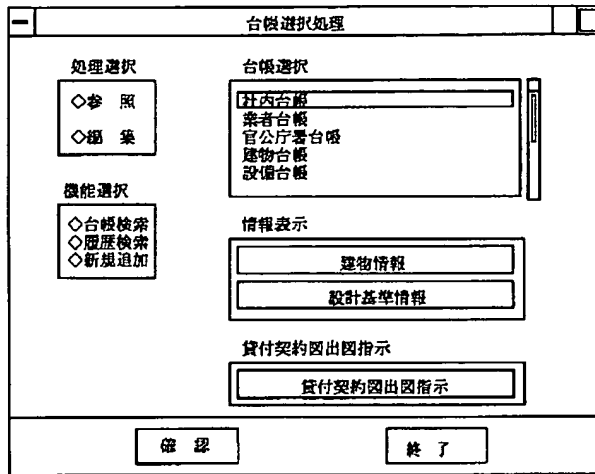 台帳選択処理
処理選択
◇参 照
◇編 集
機能選択
◇台帳検索
◇履歴検索
◇新規追加
台帳選択
社内台帳
業者台帳
官公庁署台帳
建物台帳
設備台帳
情報表示
建物情報
設計基準情報
貸付契約図出図指示
貸付契約図出図指示
確 認
終 了